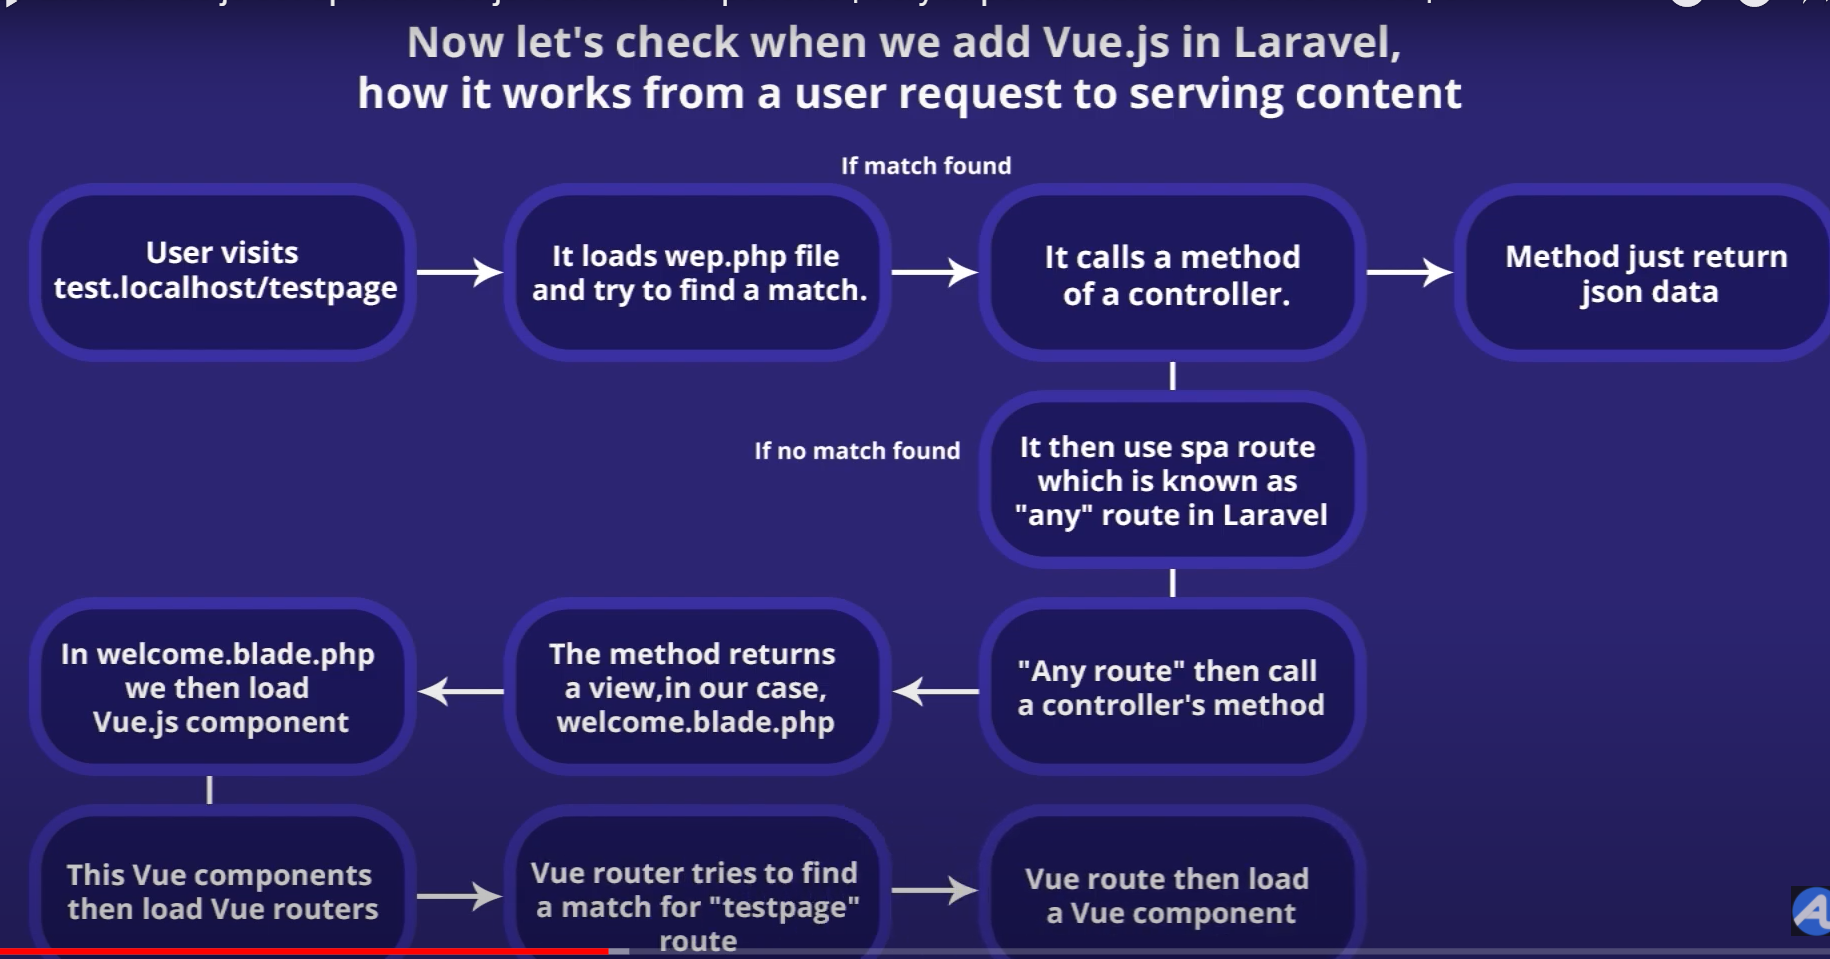 Now let's check when we add Vue.js in Laravel,
how it works from a user request to serving content
If match found
User visits
test.localhost/testpage
It loads wep.php file
and try to find a match.
It calls a method
of a controller.
Method just return
json data
If no match found
It then use spa route
which is known as
"any" route in Laravel
"Any route" then call
a controller's method
The method returns
a view,in our case,
welcome.blade.php
In welcome.blade.php
we then load
Vue.js component
This Vue components
then load Vue routers
Vue router tries to find
a match for "testpage"
route
Vue route then load
a Vue component